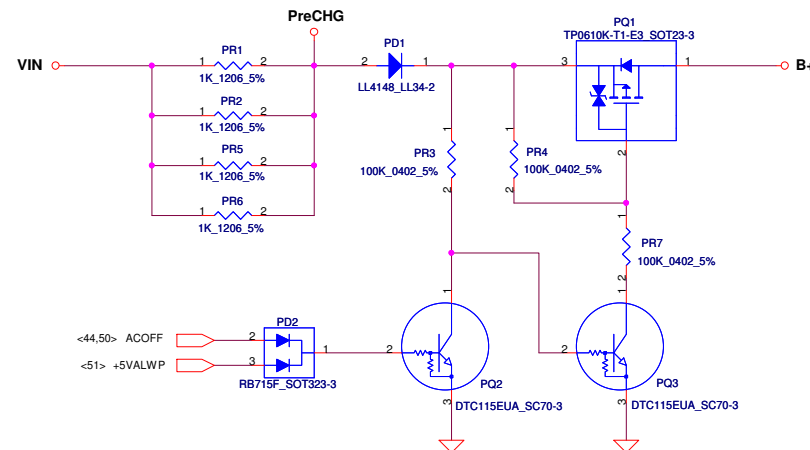 PreCHG
PQ1
TP0610K-T1-E3_SOT23-3
VIN
1 PR1 2
1K_1206_5%
2 PD1 1
LL4148_LL34-2
3
1
B+
1 PR2 2
1K_1206_5%
1 PR5 2
1K_1206_5%
1 PR6 2
1K_1206_5%
1
PR3
100K_0402_5%
2
1
PR4
100K_0402_5%
2
2
1
PR7
100K_0402_5%
2
1
1
PD2
<44,50> ACOFF
2
<51> +5VALWP
3
1
RB715F_SOT323-3
2
PQ2
3
DTC115EUA_SC70-3
2
PQ3
3
DTC115EUA_SC70-3